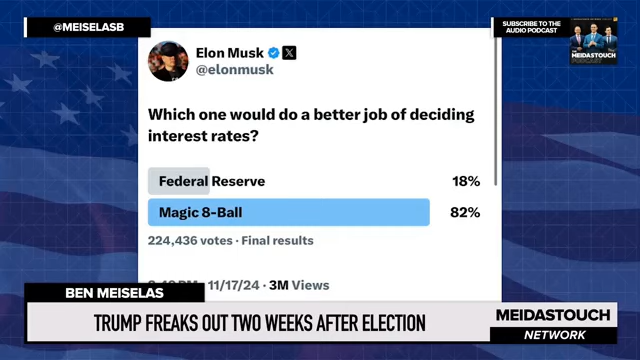 @MEISELASB
SUBSCRIBE TO THE
AUDIO PODCAST
MEIDASTOUCH
PODCAST
Elon Musk
@elonmusk
Which one would do a better job of deciding
interest rates?
Federal Reserve 18%
Magic 8-Ball 82%
224,436 votes · Final results
11/17/24 · 3M Views
BEN MEISELAS
TRUMP FREAKS OUT TWO WEEKS AFTER ELECTION
MEIDASTOUCH
NETWORK